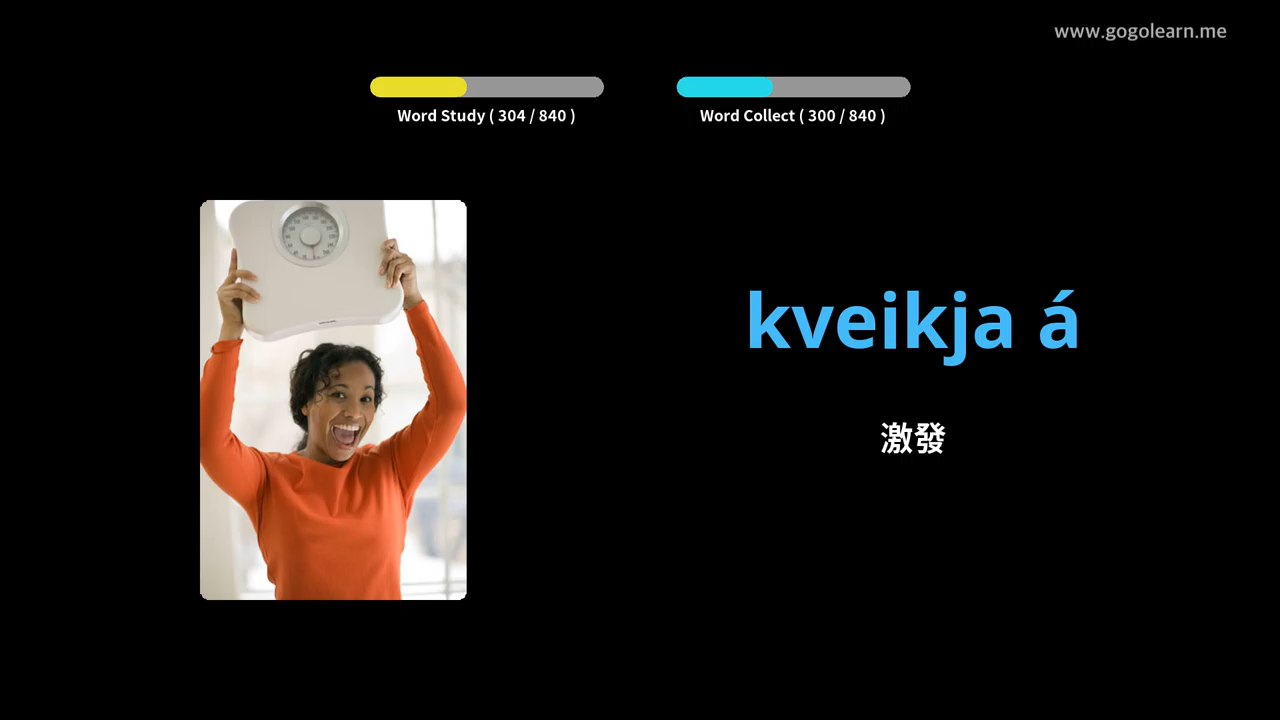 www.gogolearn.me
Word Study ( 304 / 840 )
Word Collect ( 300 / 840 )
kveikja á
激發